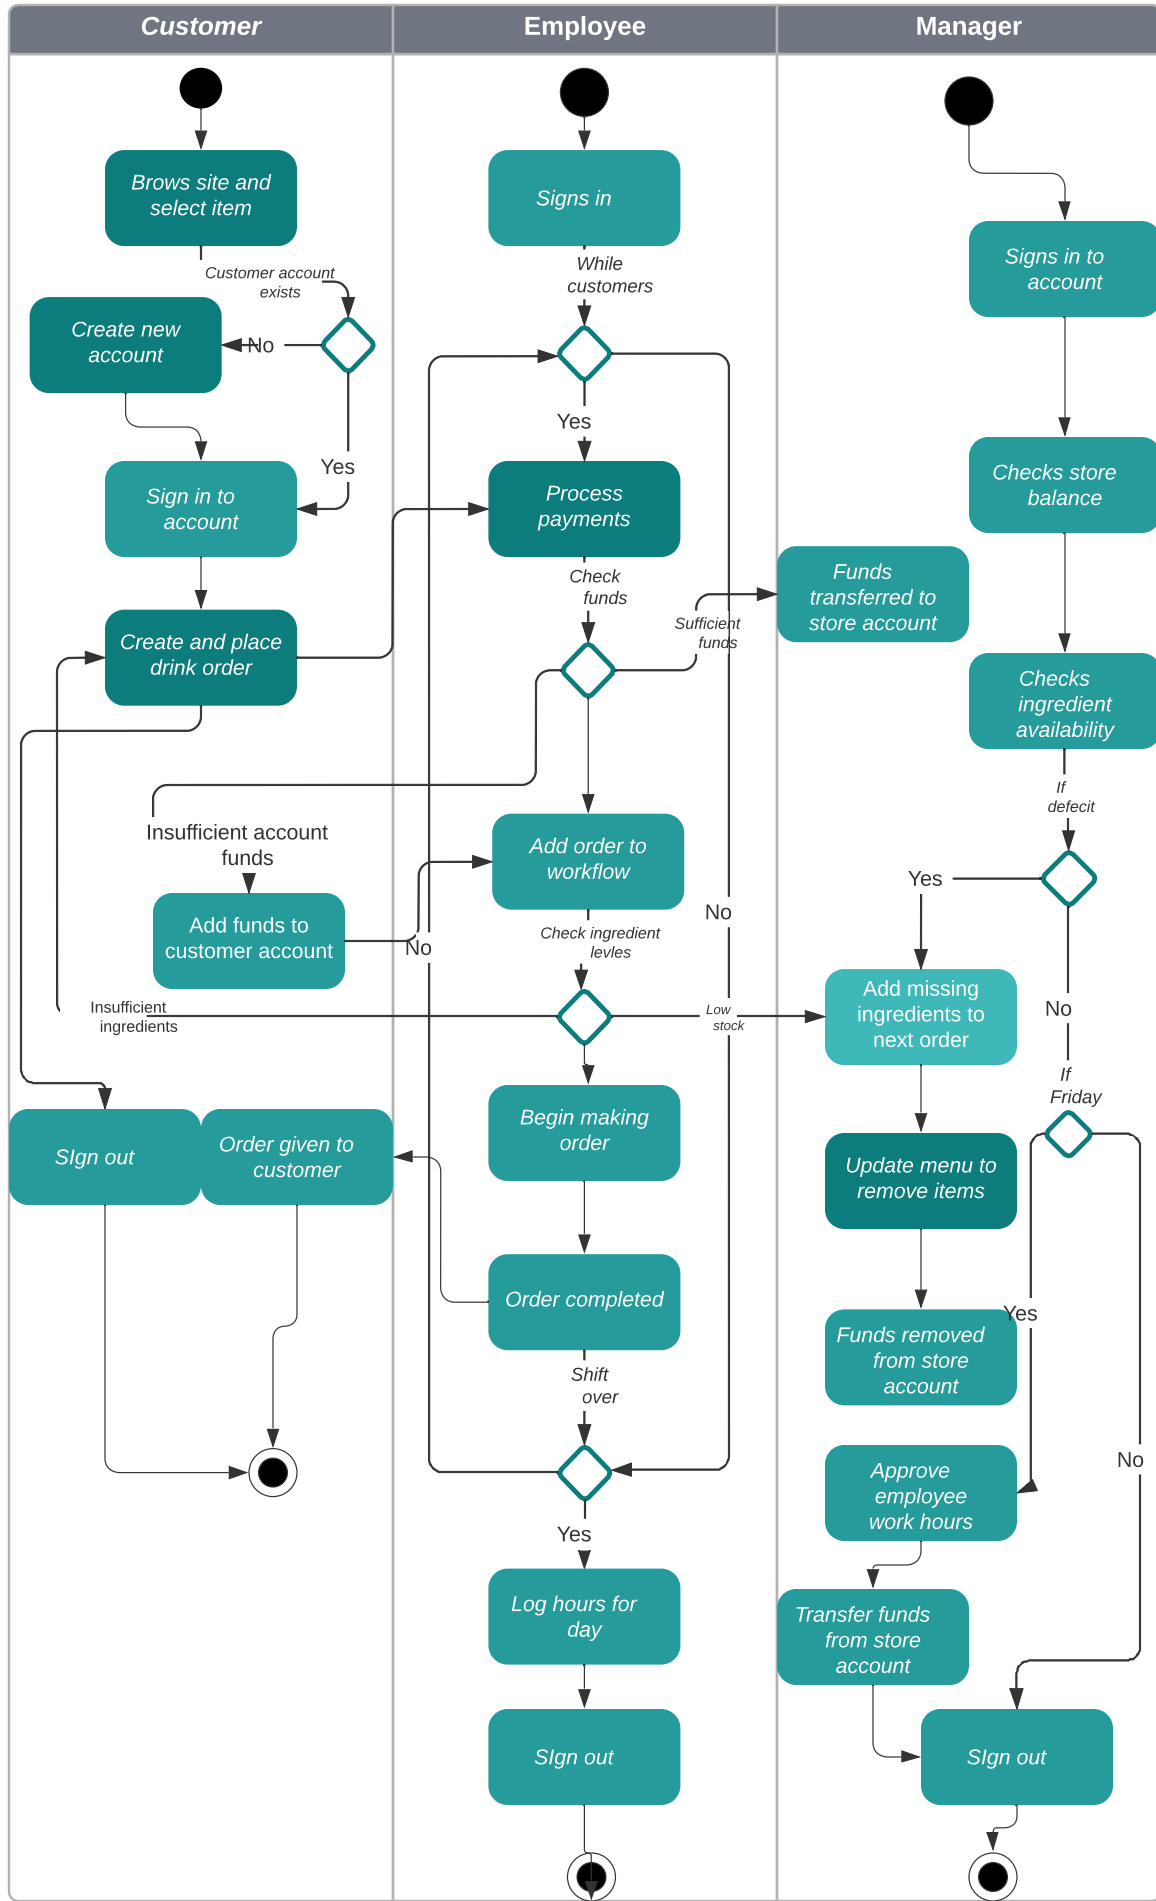 Customer
Employee
Manager
Brows site and
select item
Customer account
exists
Create new
account
No
Yes
Sign in to
account
Create and place
drink order
Insufficient account
funds
Add funds to
customer account
Insufficient
ingredients
SIgn out
Order given to
customer
Signs in
While
customers
Yes
Process
payments
Check
funds
Sufficient
funds
Add order to
workflow
No
No
Check ingredient
levles
Low
stock
Begin making
order
Order completed
Shift
over
Yes
Log hours for
day
SIgn out
Signs in to
account
Checks store
balance
Funds
transferred to
store account
Checks
ingredient
availability
If
defecit
Yes
No
Add missing
ingredients to
next order
If
Friday
Update menu to
remove items
Yes
Funds removed
from store
account
No
Approve
employee
work hours
Transfer funds
from store
account
SIgn out